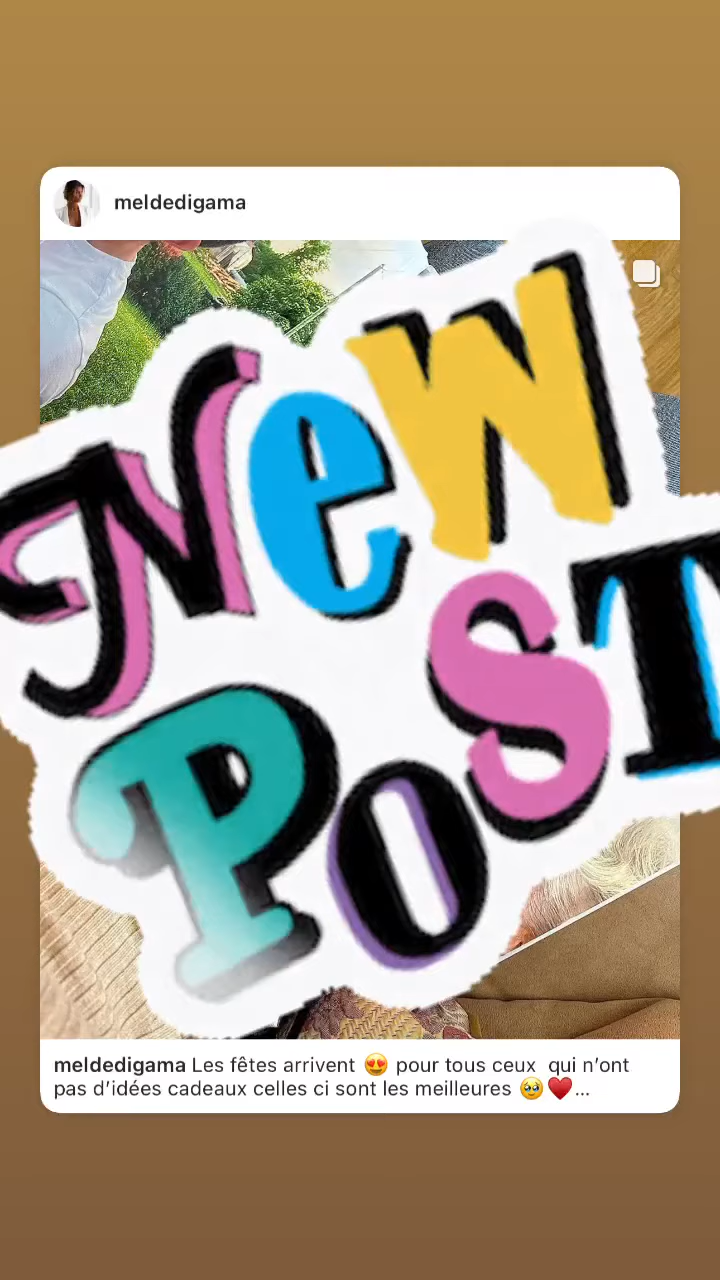 meldedigama
New
Post
meldedigama Les fêtes arrivent 😍 pour tous ceux  qui n’ont
pas d’idées cadeaux celles ci sont les meilleures 🥹♥️...